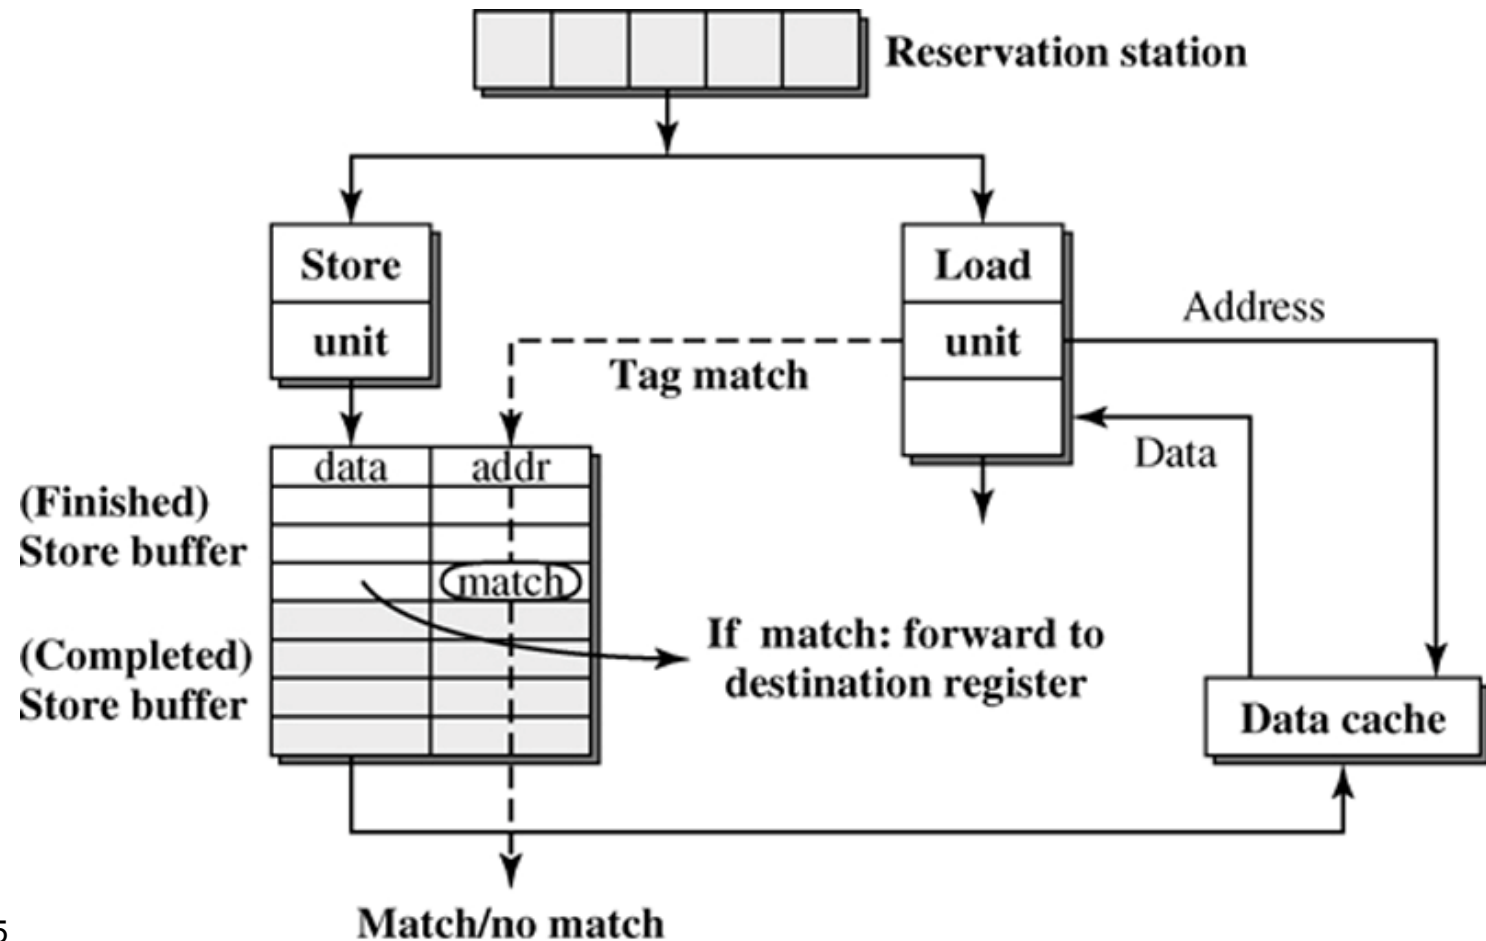 Reservation station
Store
unit
Load
unit
Address
Tag match
Data
data
addr
(Finished)
Store buffer
match
If match: forward to
destination register
(Completed)
Store buffer
Data cache
Match/no match
5